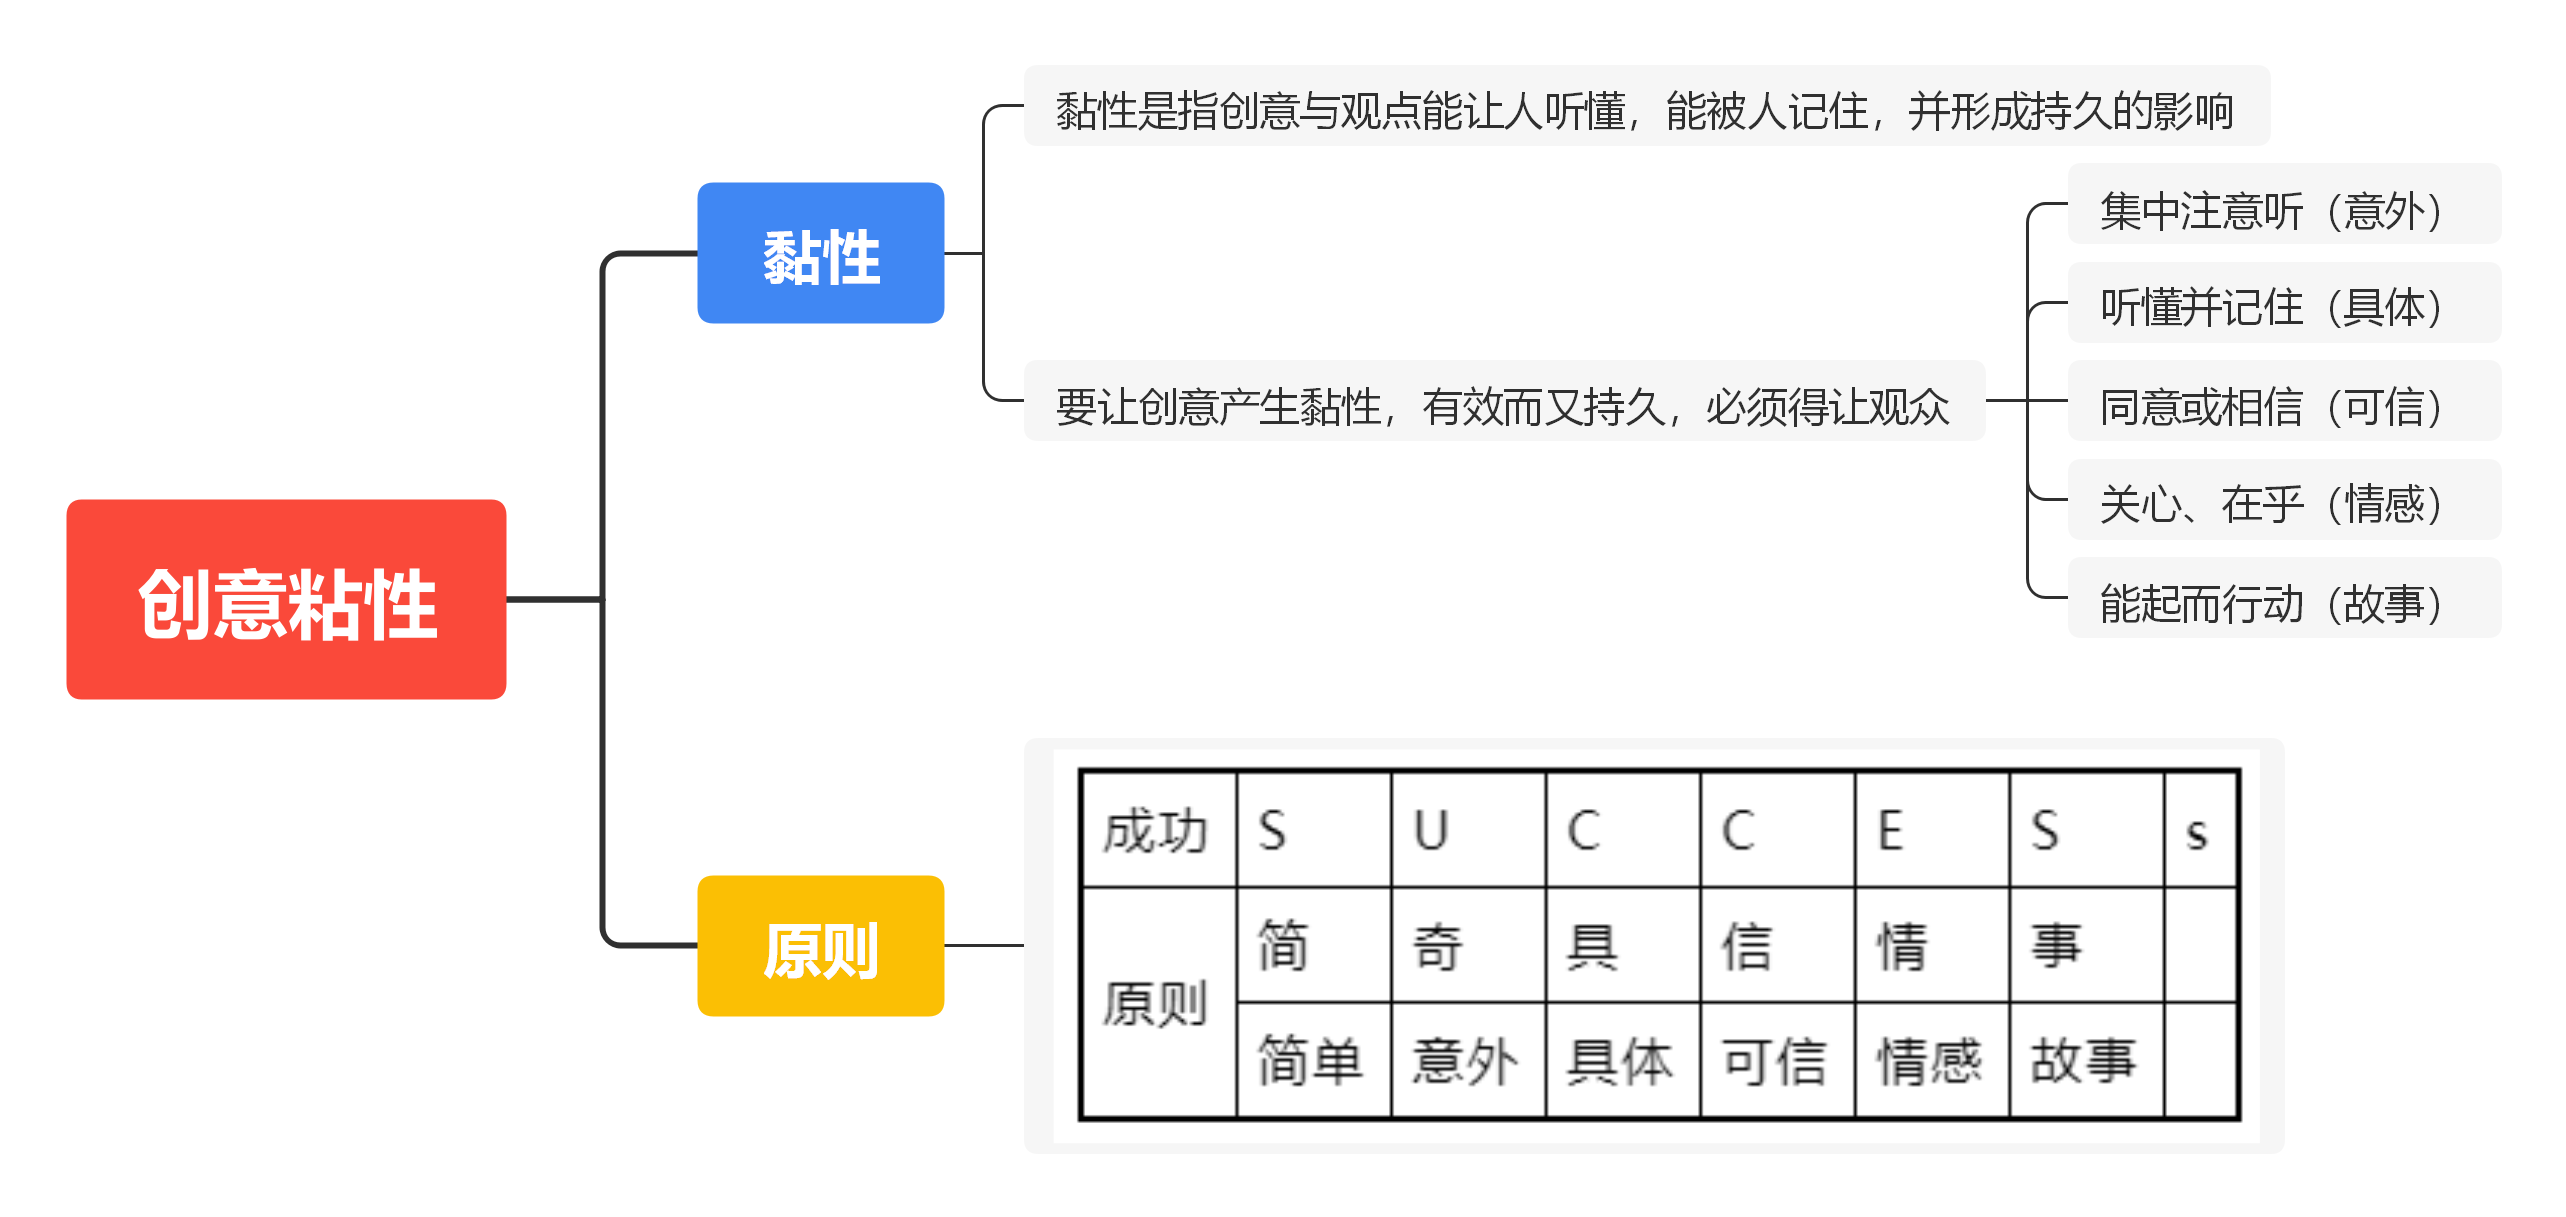 创意粘性
黏性
黏性是指创意与观点能让人听懂，能被人记住，并形成持久的影响
要让创意产生黏性，有效而又持久，必须得让观众
集中注意听（意外）
听懂并记住（具体）
同意或相信（可信）
关心、在乎（情感）
能起而行动（故事）
原则
成功 S U C C E S s
原则
简 奇 具 信 情 事
简单 意外 具体 可信 情感 故事